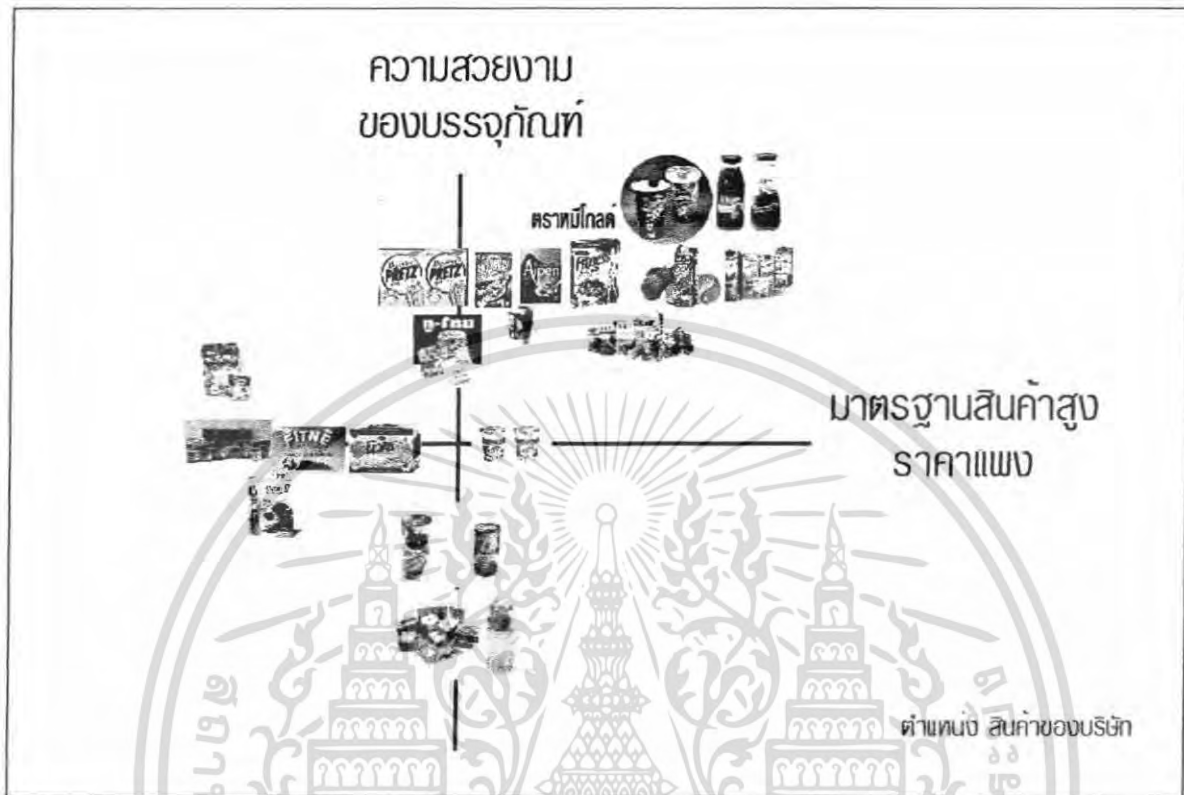 ความสวยงาม
ของบรรจุภัณฑ์
ตราหมีโกลด์
PRETZ PRETZ Alpen
มาตรฐานสินค้าสูง
ราคาแพง
FITNE
ตำแหน่ง สินค้าของบริษัท